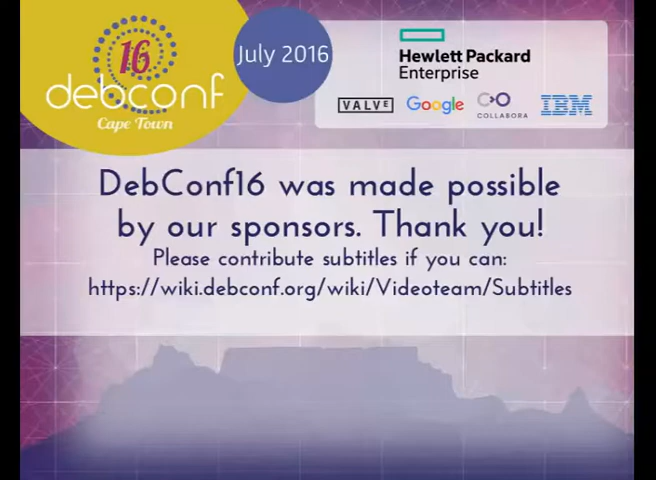 16
debconf
Cape Town
July 2016
Hewlett Packard
Enterprise
VALVE
Google
COLLABORA
IBM
DebConf16 was made possible
by our sponsors. Thank you!
Please contribute subtitles if you can:
https://wiki.debconf.org/wiki/Videoteam/Subtitles